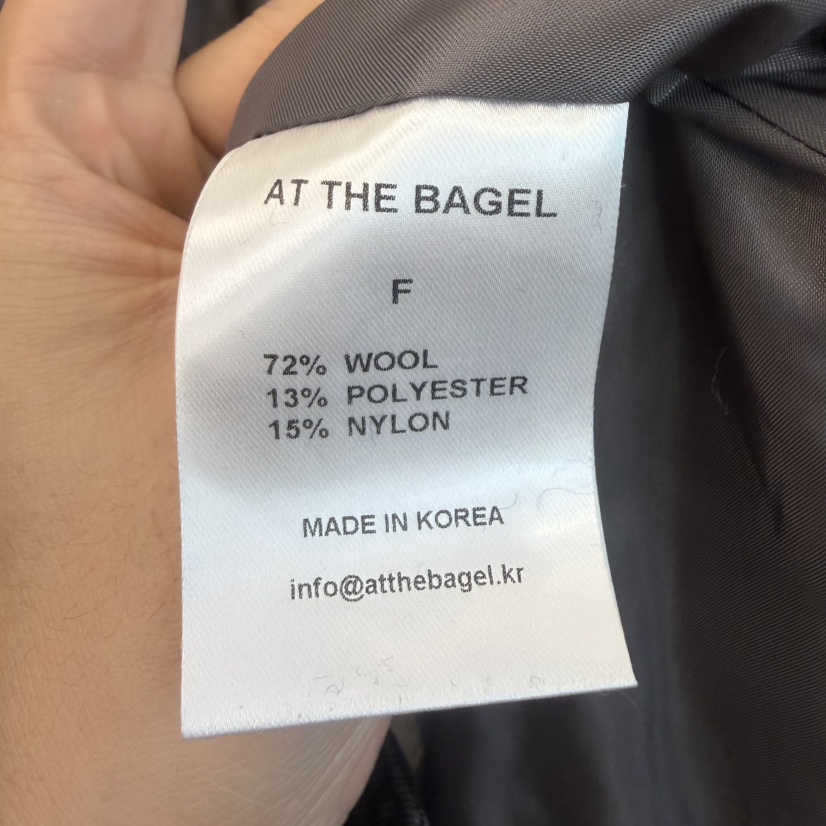 AT THE BAGEL
F
72% WOOL
13% POLYESTER
15% NYLON
MADE IN KOREA
info@atthebagel.kr